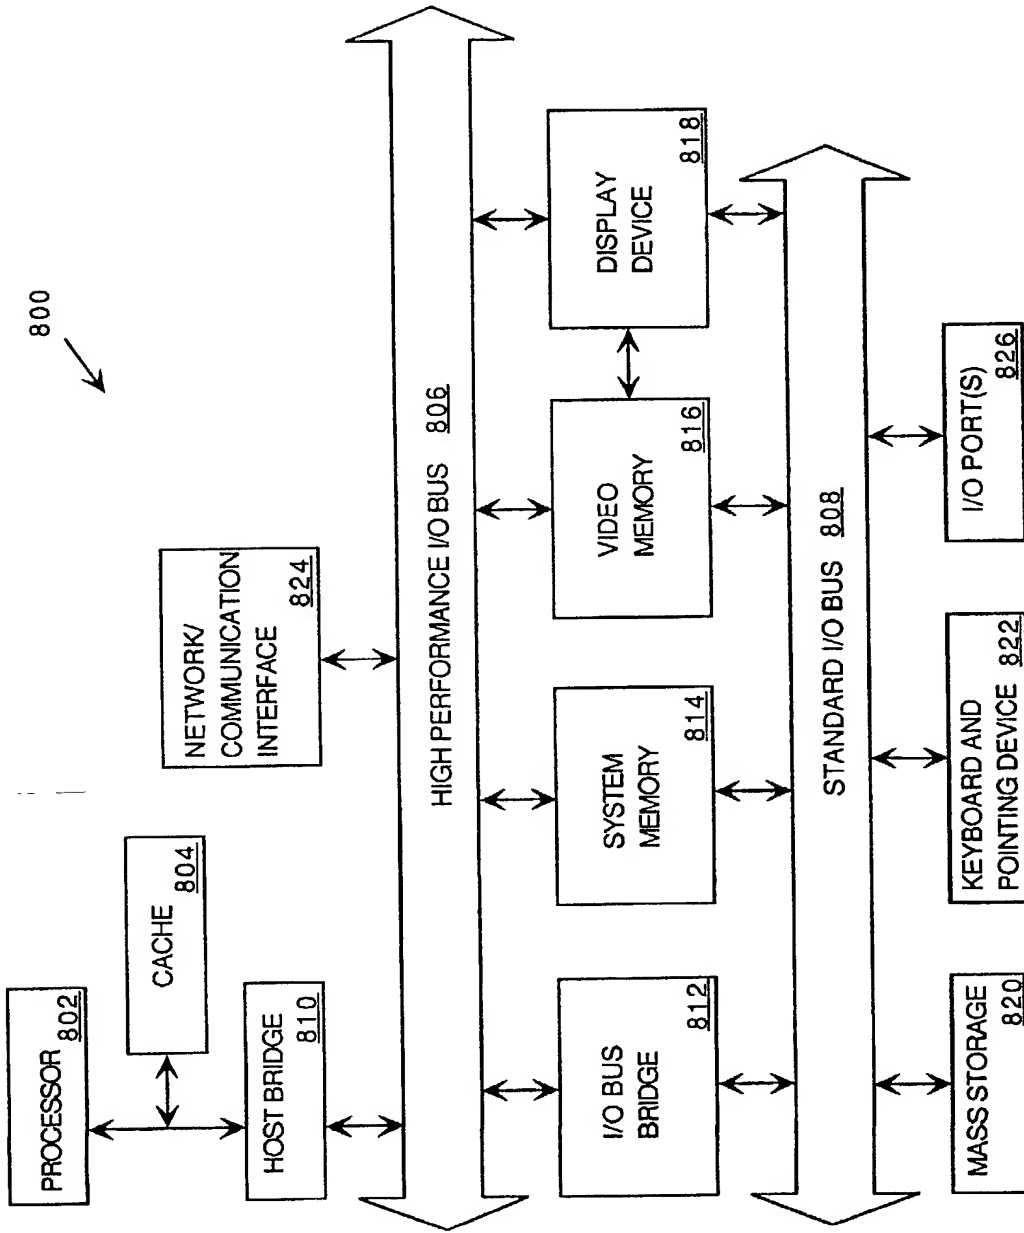 800
PROCESSOR
802
CACHE
804
HOST BRIDGE
810
NETWORK/
COMMUNICATION
INTERFACE
824
HIGH PERFORMANCE I/O BUS 806
I/O BUS
BRIDGE
812
SYSTEM
MEMORY
814
VIDEO
MEMORY
816
DISPLAY
DEVICE
818
STANDARD I/O BUS 808
MASS STORAGE
820
KEYBOARD AND
POINTING DEVICE
822
I/O PORT(S)
826